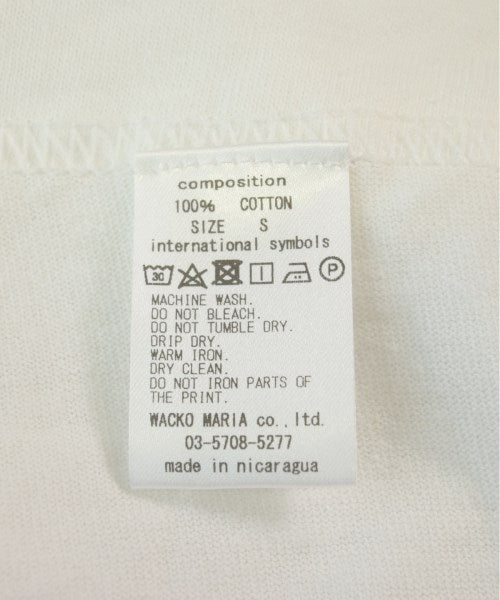 composition
100% COTTON
SIZE S
international symbols
30 P
MACHINE WASH.
DO NOT BLEACH.
DO NOT TUMBLE DRY.
DRIP DRY.
WARM IRON.
DRY CLEAN.
DO NOT IRON PARTS OF
THE PRINT.
WACKO MARIA co.,ltd.
03-5708-5277
made in nicaragua